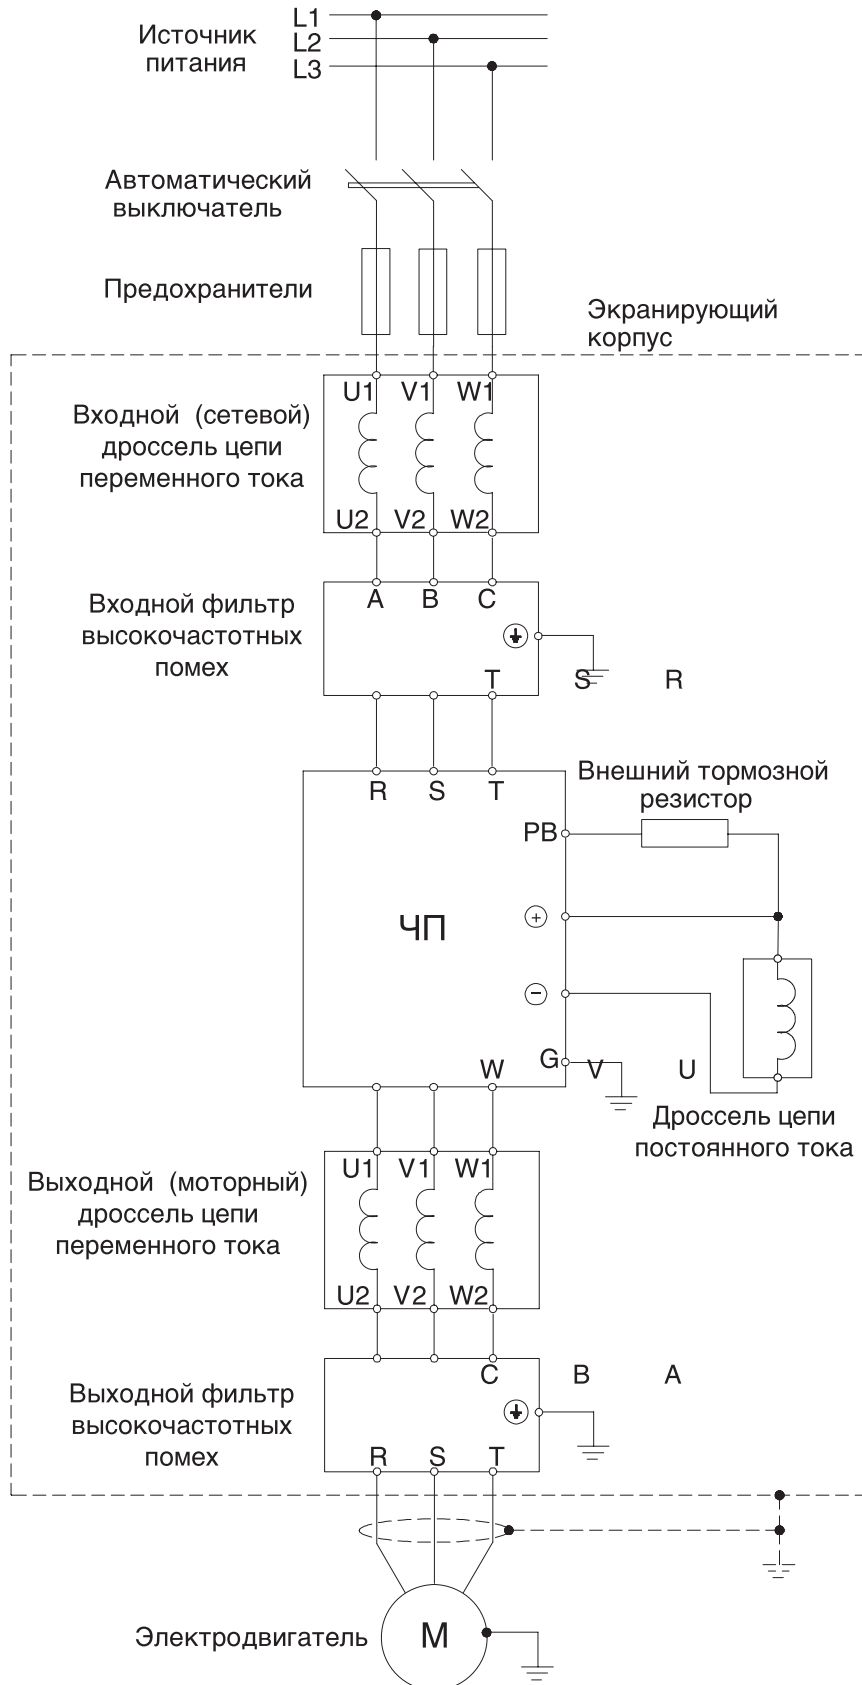 Источник
питания
L1
L2
L3
Автоматический
выключатель
Предохранители
Экранирующий
корпус
U1 V1 W1
Входной (сетевой)
дроссель цепи
переменного тока
U2 V2 W2
A B C
Входной фильтр
высокочастотных
помех
T S R
R S T
Внешний тормозной
резистор
PB
ЧП
+
−
G
W V U
Дроссель цепи
постоянного тока
U1 V1 W1
Выходной (моторный)
дроссель цепи
переменного тока
U2 V2 W2
C B A
Выходной фильтр
высокочастотных
помех
R S T
Электродвигатель
M